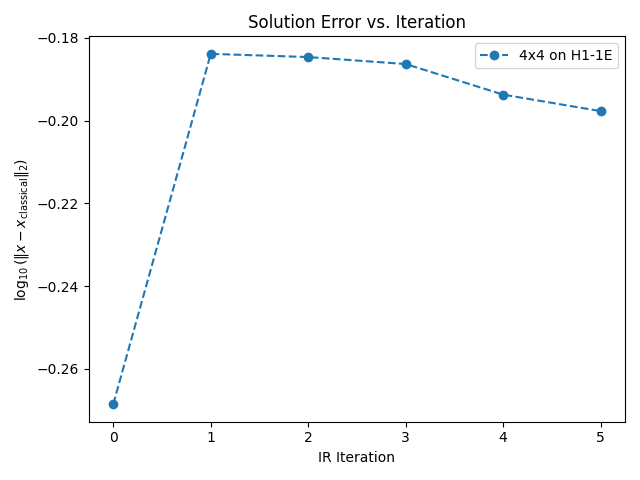 Solution Error vs. Iteration
4x4 on H1-1E
log₁₀(‖x − x_classical‖₂)
−0.18
−0.20
−0.22
−0.24
−0.26
0 1 2 3 4 5
IR Iteration